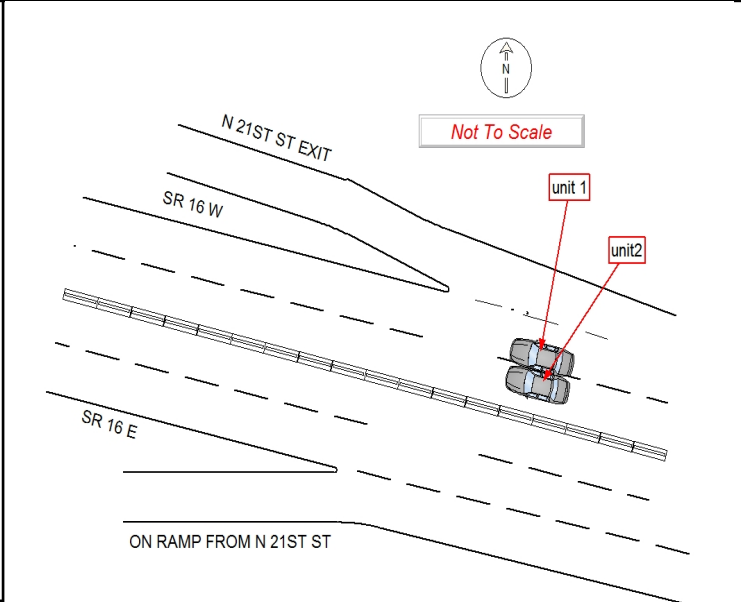 N
Not To Scale
N 21ST ST EXIT
unit 1
SR 16 W
unit2
SR 16 E
ON RAMP FROM N 21ST ST